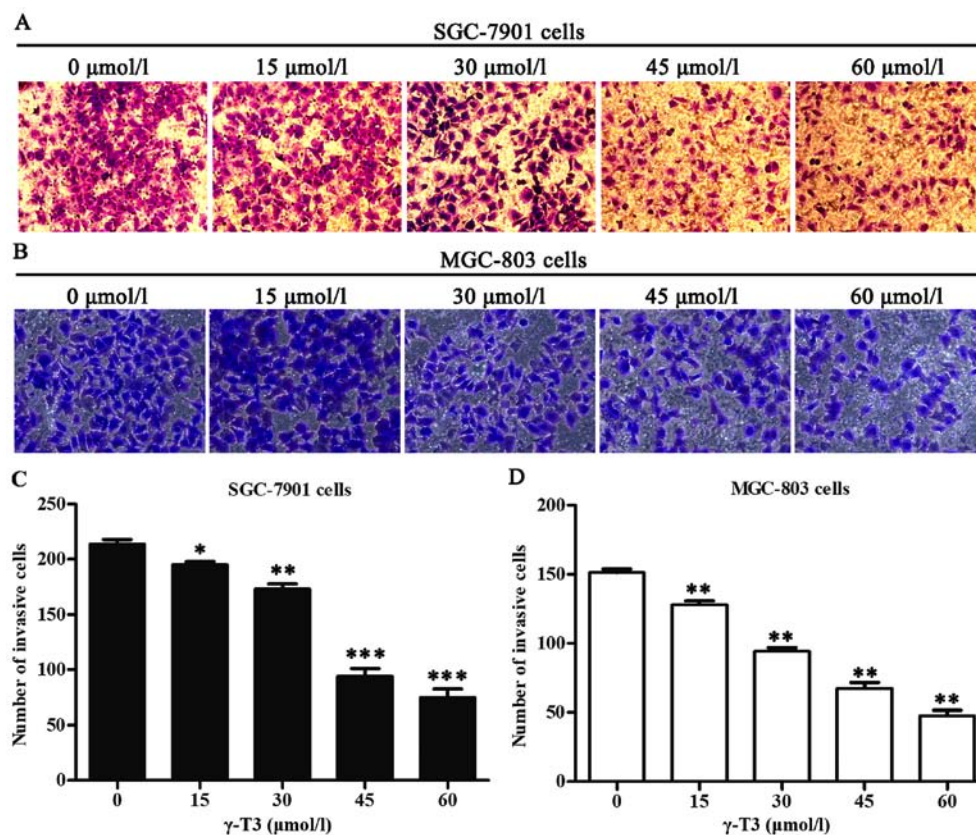 A
SGC-7901 cells
0 μmol/l 15 μmol/l 30 μmol/l 45 μmol/l 60 μmol/l
B
MGC-803 cells
0 μmol/l 15 μmol/l 30 μmol/l 45 μmol/l 60 μmol/l
C
SGC-7901 cells
Number of invasive cells
250
200
150
100
50
0
*
**
***
***
0 15 30 45 60
γ-T3 (μmol/l)
D
MGC-803 cells
Number of invasive cells
200
150
100
50
0
**
**
**
**
0 15 30 45 60
γ-T3 (μmol/l)